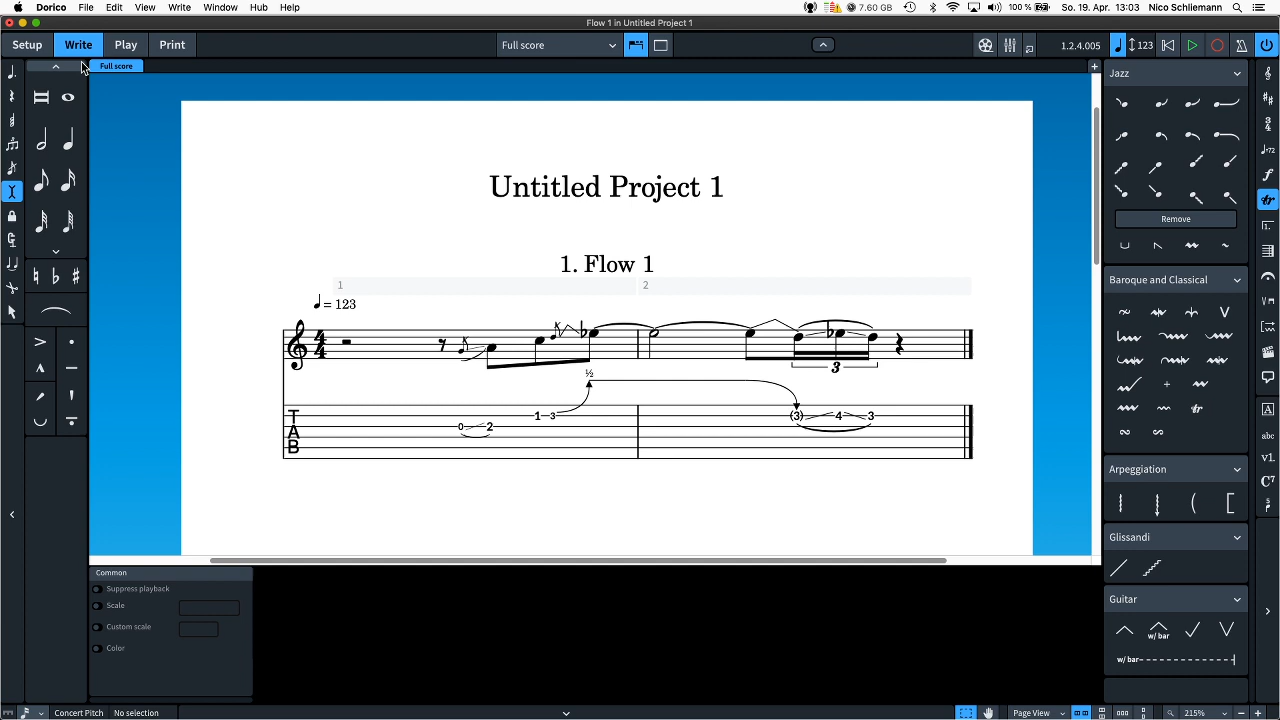 Dorico File Edit View Write Window Hub Help
7.60 GB 100 % So. 19. Apr. 13:03 Nico Schliemann
Flow 1 in Untitled Project 1
Setup Write Play Print
Full score
1.2.4.005
123
Full score
Jazz
Remove
Untitled Project 1
1. Flow 1
1 2
= 123
4
4
3
½
T
A
B
0 2 1 3 (3) 4 3
Baroque and Classical
Arpeggiation
Glissandi
Guitar
w/ bar
w/ bar
Common
Suppress playback
Scale
Custom scale
Color
Concert Pitch No selection
Page View 215%